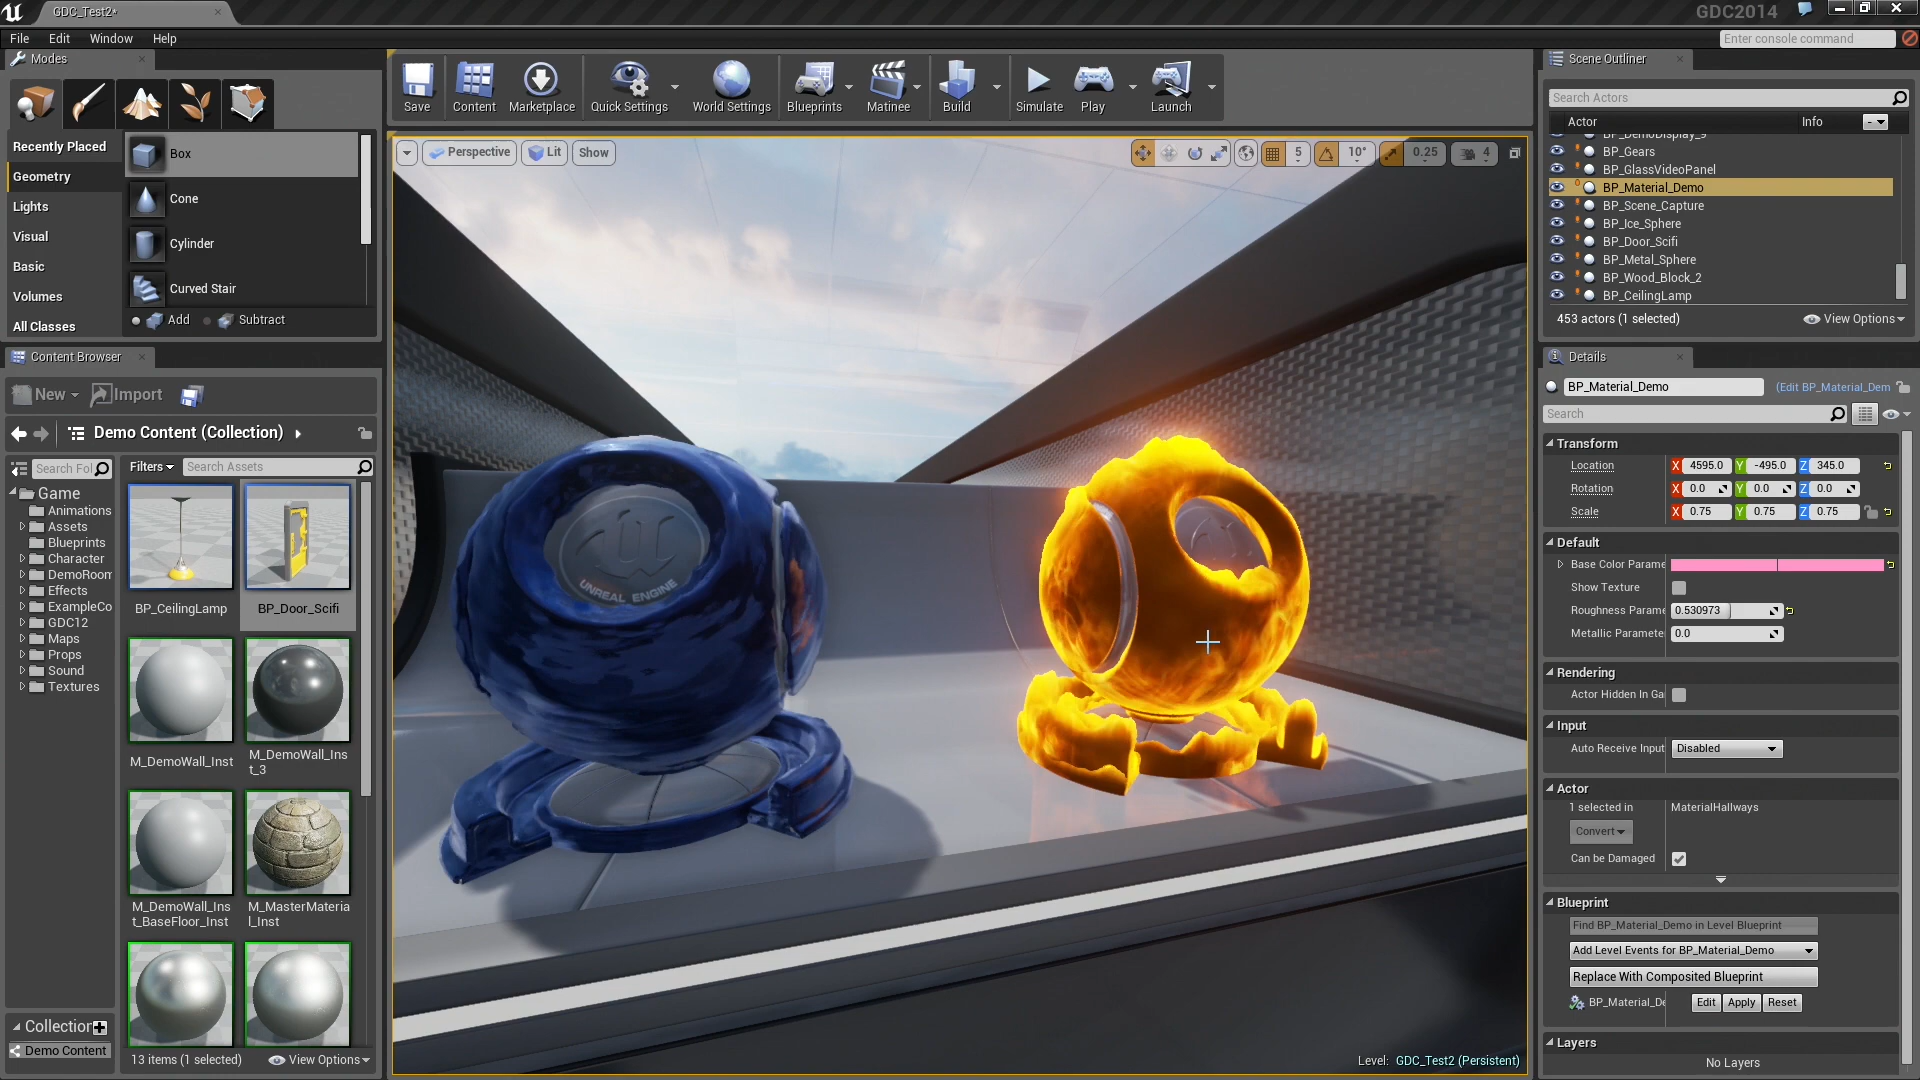 GDC_Test2*
GDC2014
File Edit Window Help
Enter console command
Modes
Recently Placed
Geometry
Lights
Visual
Basic
Volumes
All Classes
Box
Cone
Cylinder
Curved Stair
Add Subtract
Save Content Marketplace Quick Settings World Settings Blueprints Matinee Build Simulate Play Launch
Perspective Lit Show
5 10° 0.25 4
UNREAL ENGINE
Level: GDC_Test2 (Persistent)
Content Browser
New Import
Demo Content (Collection)
Search Fol
Filters Search Assets
Game
Animations
Assets
Blueprints
Character
DemoRoom
Effects
ExampleCo
GDC12
Maps
Props
Sound
Textures
BP_CeilingLamp BP_Door_Scifi
M_DemoWall_Inst M_DemoWall_Ins
t_3
M_DemoWall_Ins M_MasterMateria
t_BaseFloor_Inst l_Inst
Collection
Demo Content
13 items (1 selected) View Options
Scene Outliner
Search Actors
Actor Info
BP_DemoDisplay_9
BP_Gears
BP_GlassVideoPanel
BP_Material_Demo
BP_Scene_Capture
BP_Ice_Sphere
BP_Door_Scifi
BP_Metal_Sphere
BP_Wood_Block_2
BP_CeilingLamp
453 actors (1 selected) View Options
Details
BP_Material_Demo (Edit BP_Material_Dem
Search
Transform
Location X 4595.0 Y -495.0 Z 345.0
Rotation X 0.0 Y 0.0 Z 0.0
Scale X 0.75 Y 0.75 Z 0.75
Default
Base Color Parame
Show Texture
Roughness Parame 0.530973
Metallic Paramete 0.0
Rendering
Actor Hidden In Ga
Input
Auto Receive Input Disabled
Actor
1 selected in MaterialHallways
Convert
Can be Damaged
Blueprint
Find BP_Material_Demo in Level Blueprint
Add Level Events for BP_Material_Demo
Replace With Composited Blueprint
BP_Material_De Edit Apply Reset
Layers
No Layers